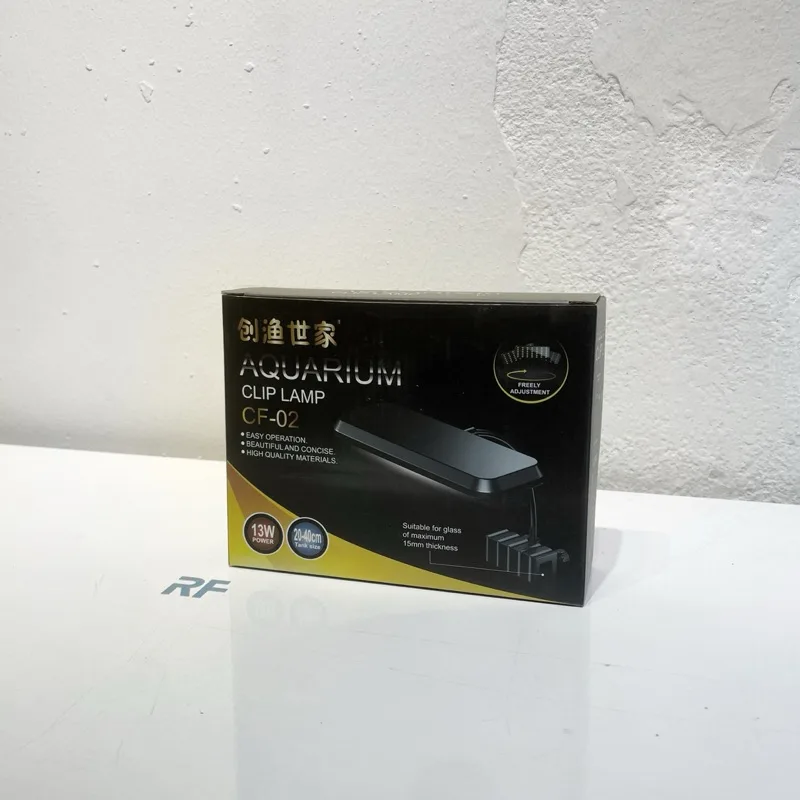 创渔世家
AQUARIUM
CLIP LAMP
CF-02
• EASY OPERATION.
• BEAUTIFUL AND CONCISE.
• HIGH QUALITY MATERIALS.
FREELY
ADJUSTMENT
13W
POWER
20-40cm
Tank size
Suitable for glass
of maximum
15mm thickness
RF